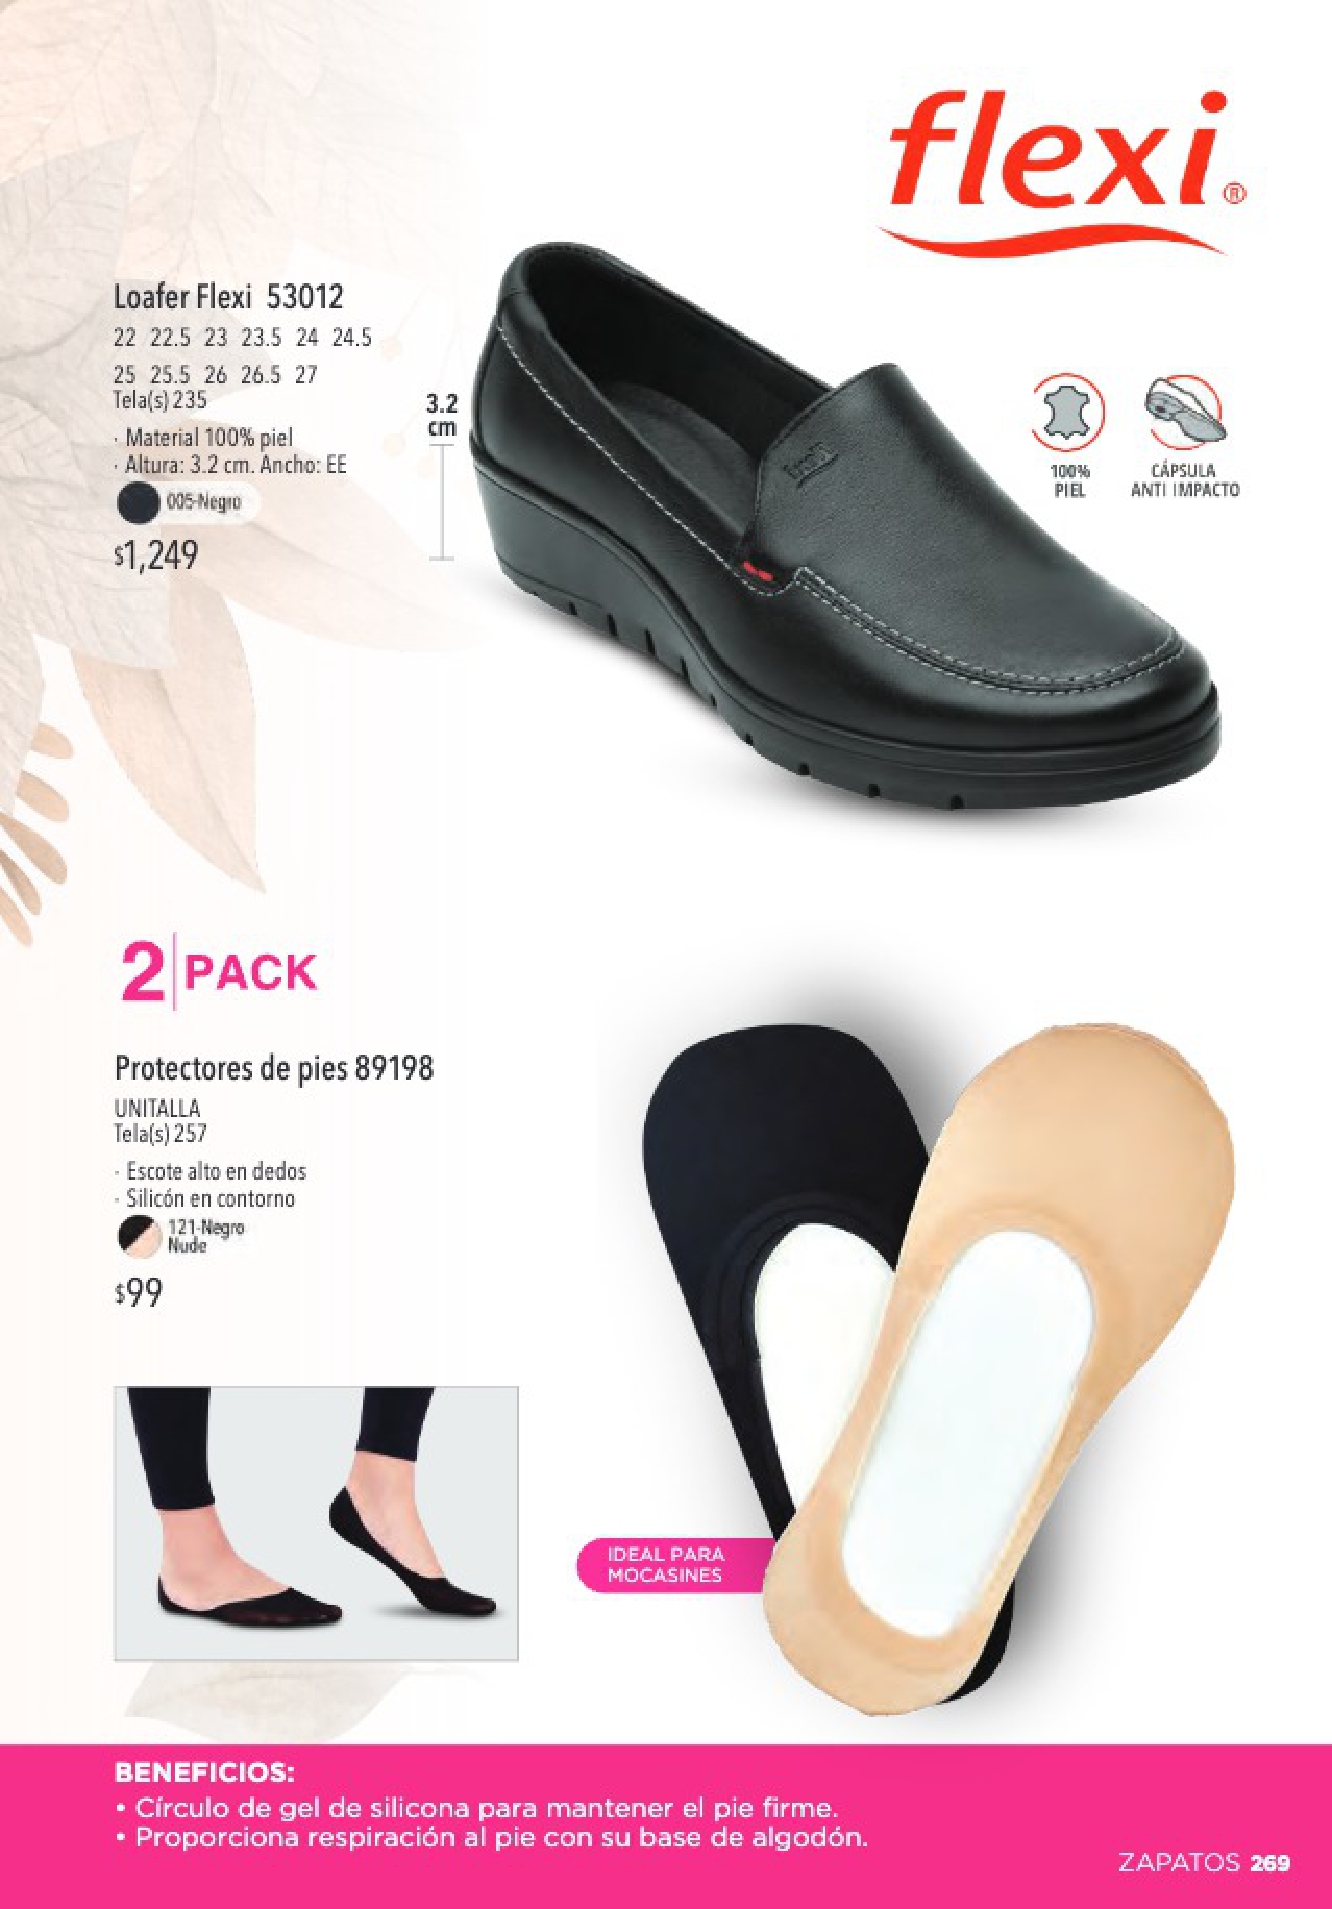 flexi®
Loafer Flexi 53012
22 22.5 23 23.5 24 24.5
25 25.5 26 26.5 27
Tela(s) 235
· Material 100% piel
· Altura: 3.2 cm. Ancho: EE
005-Negro
$1,249
3.2
cm
flexi
100%
PIEL
CÁPSULA
ANTI IMPACTO
2 PACK
Protectores de pies 89198
UNITALLA
Tela(s) 257
· Escote alto en dedos
· Silicón en contorno
121-Negro
Nude
$99
IDEAL PARA
MOCASINES
BENEFICIOS:
• Círculo de gel de silicona para mantener el pie firme.
• Proporciona respiración al pie con su base de algodón.
ZAPATOS 269